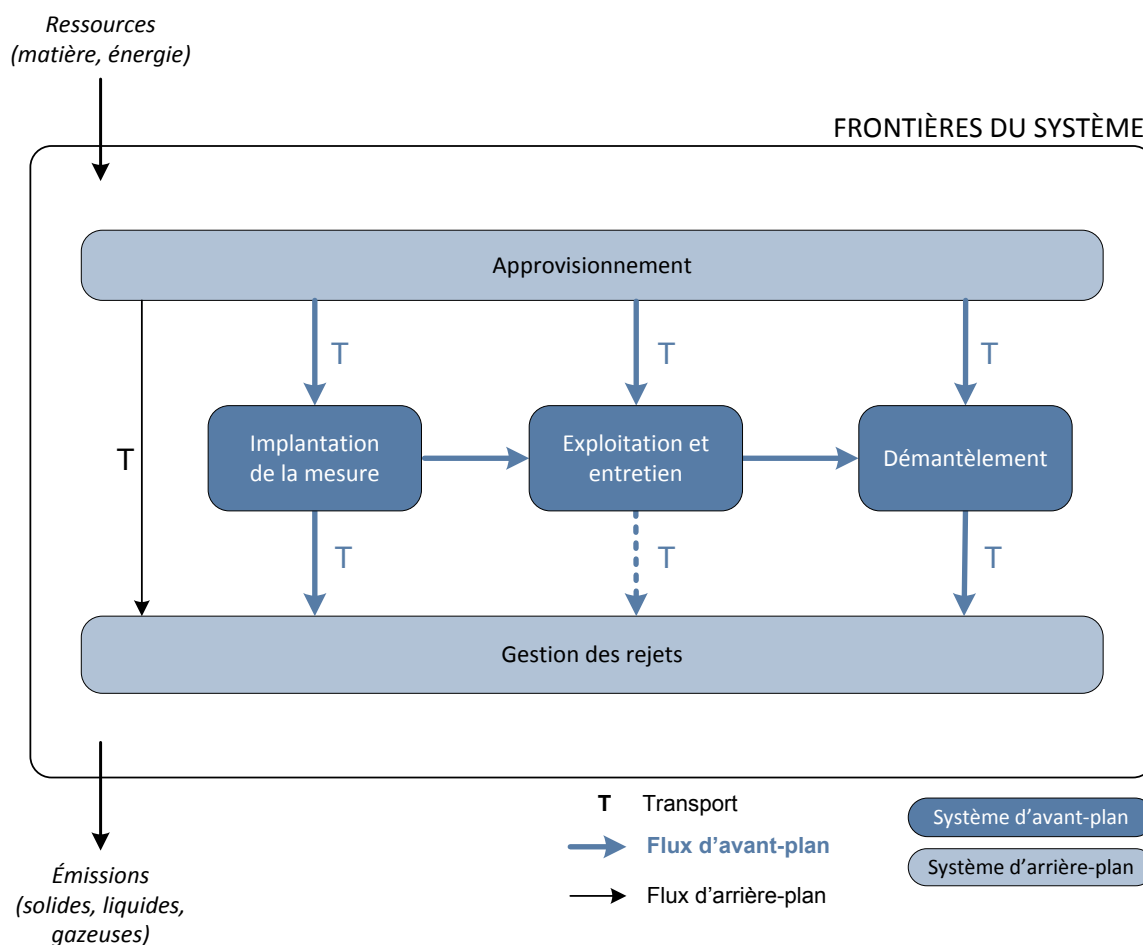 Ressources
(matière, énergie)
FRONTIÈRES DU SYSTÈME
Approvisionnement
T
T
T
T
Implantation
de la mesure
Exploitation et
entretien
Démantèlement
T
T
T
Gestion des rejets
T Transport
Flux d'avant-plan
Flux d'arrière-plan
Système d'avant-plan
Système d'arrière-plan
Émissions
(solides, liquides,
gazeuses)